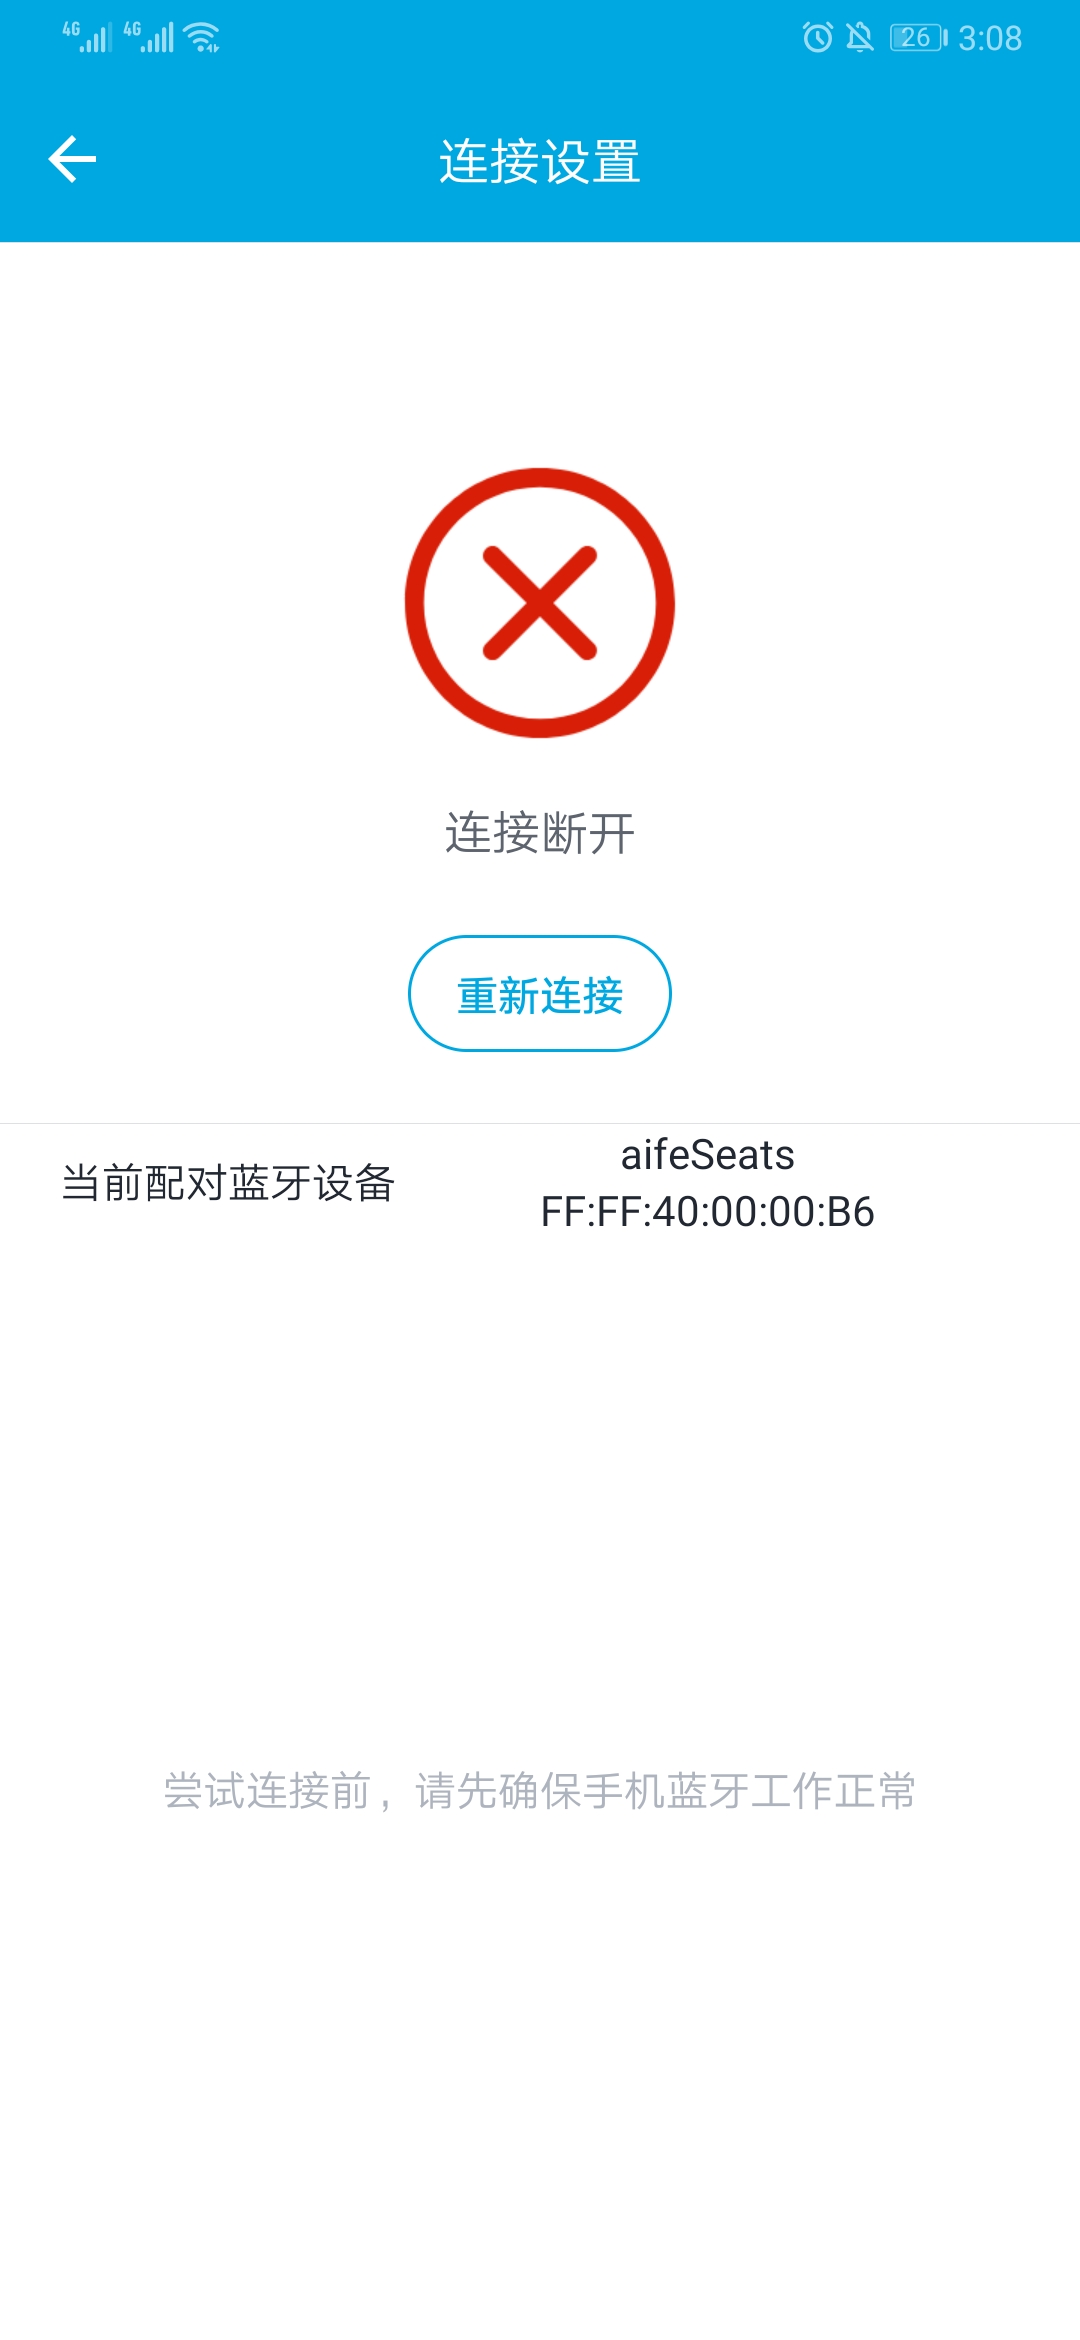 4G 4G 26 3:08
连接设置
连接断开
重新连接
当前配对蓝牙设备
aifeSeats
FF:FF:40:00:00:B6
尝试连接前，请先确保手机蓝牙工作正常